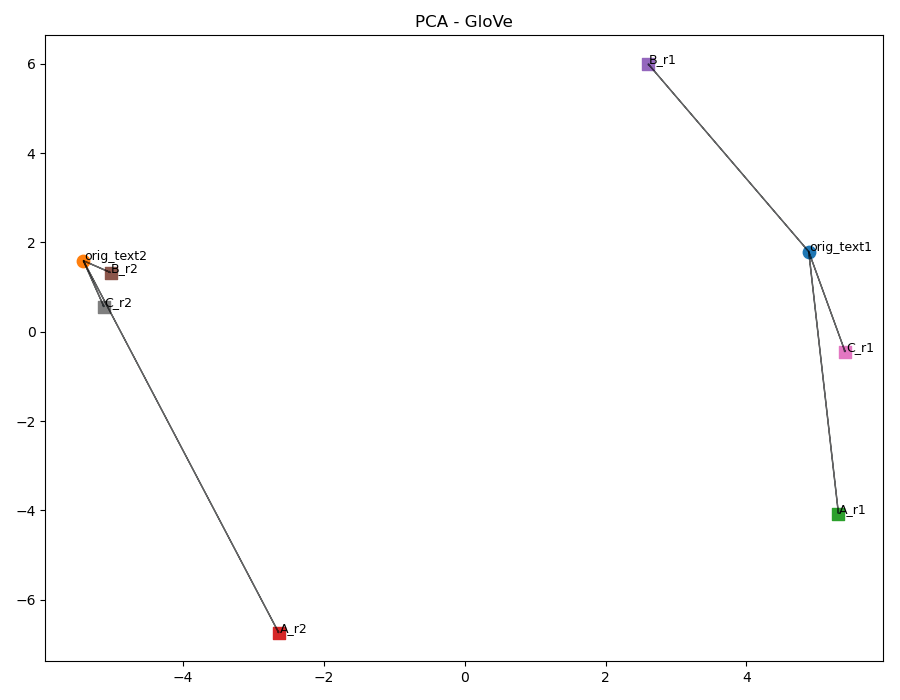 PCA - GloVe
B_r1
orig_text1
orig_text2
B_r2
C_r2
C_r1
A_r1
A_r2
6
4
2
0
−2
−4
−6
−4
−2
0
2
4